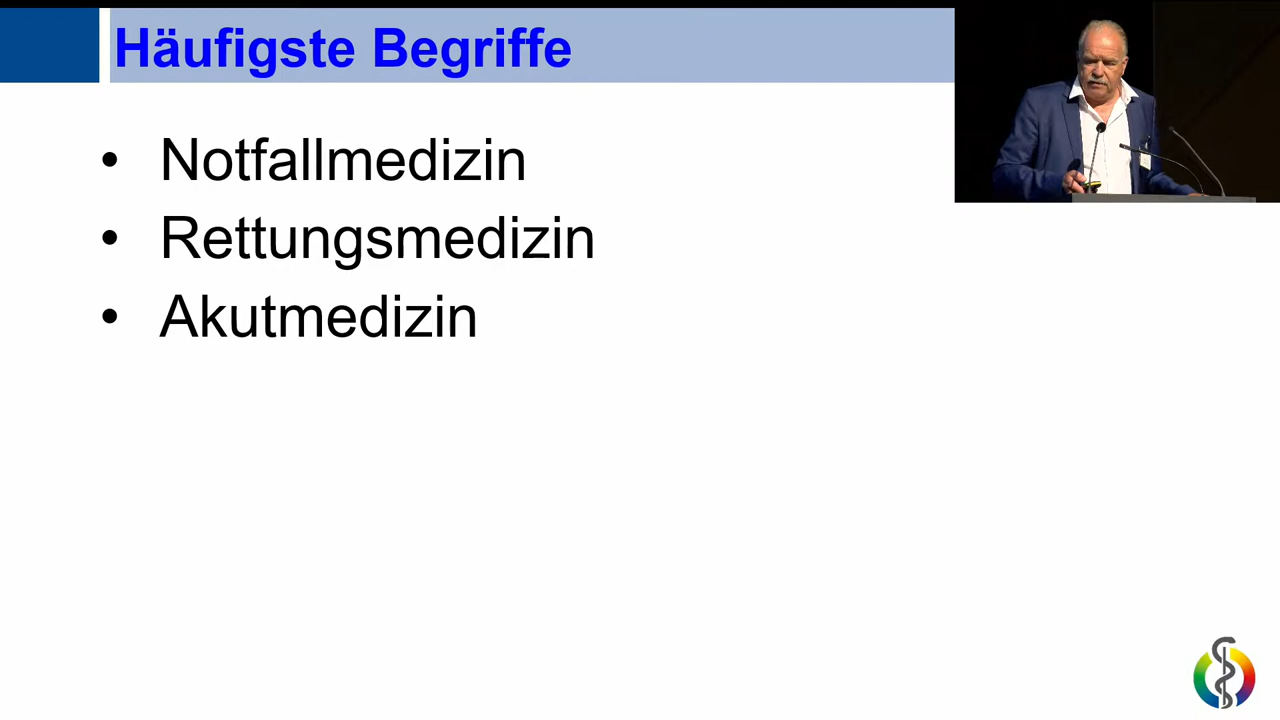 Häufigste Begriffe
• Notfallmedizin
• Rettungsmedizin
• Akutmedizin